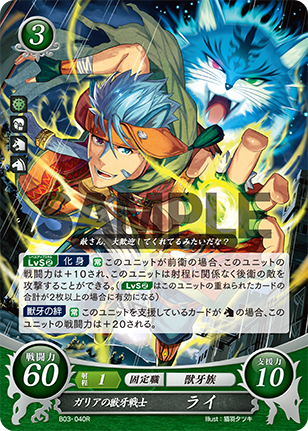 3
SAMPLE
敵さん、大歓迎してくれてるみたいだな?
LvS2 化身 常 このユニットが前衛の場合、このユニットの
戦闘力は+10され、このユニットは射程に関係なく後衛の敵を
攻撃することができる。(LvS2はこのユニットの重ねられたカードの
合計が2枚以上の場合に有効になる)
獣牙の絆 常 このユニットを支援しているカードが の場合、このユ
ニットの戦闘力は+20される。
戦闘力
60
射程 1 固定職 獣牙族
支援力
10
ガリアの獣牙戦士 ライ
B03-040R Illust:猫羽タツキ